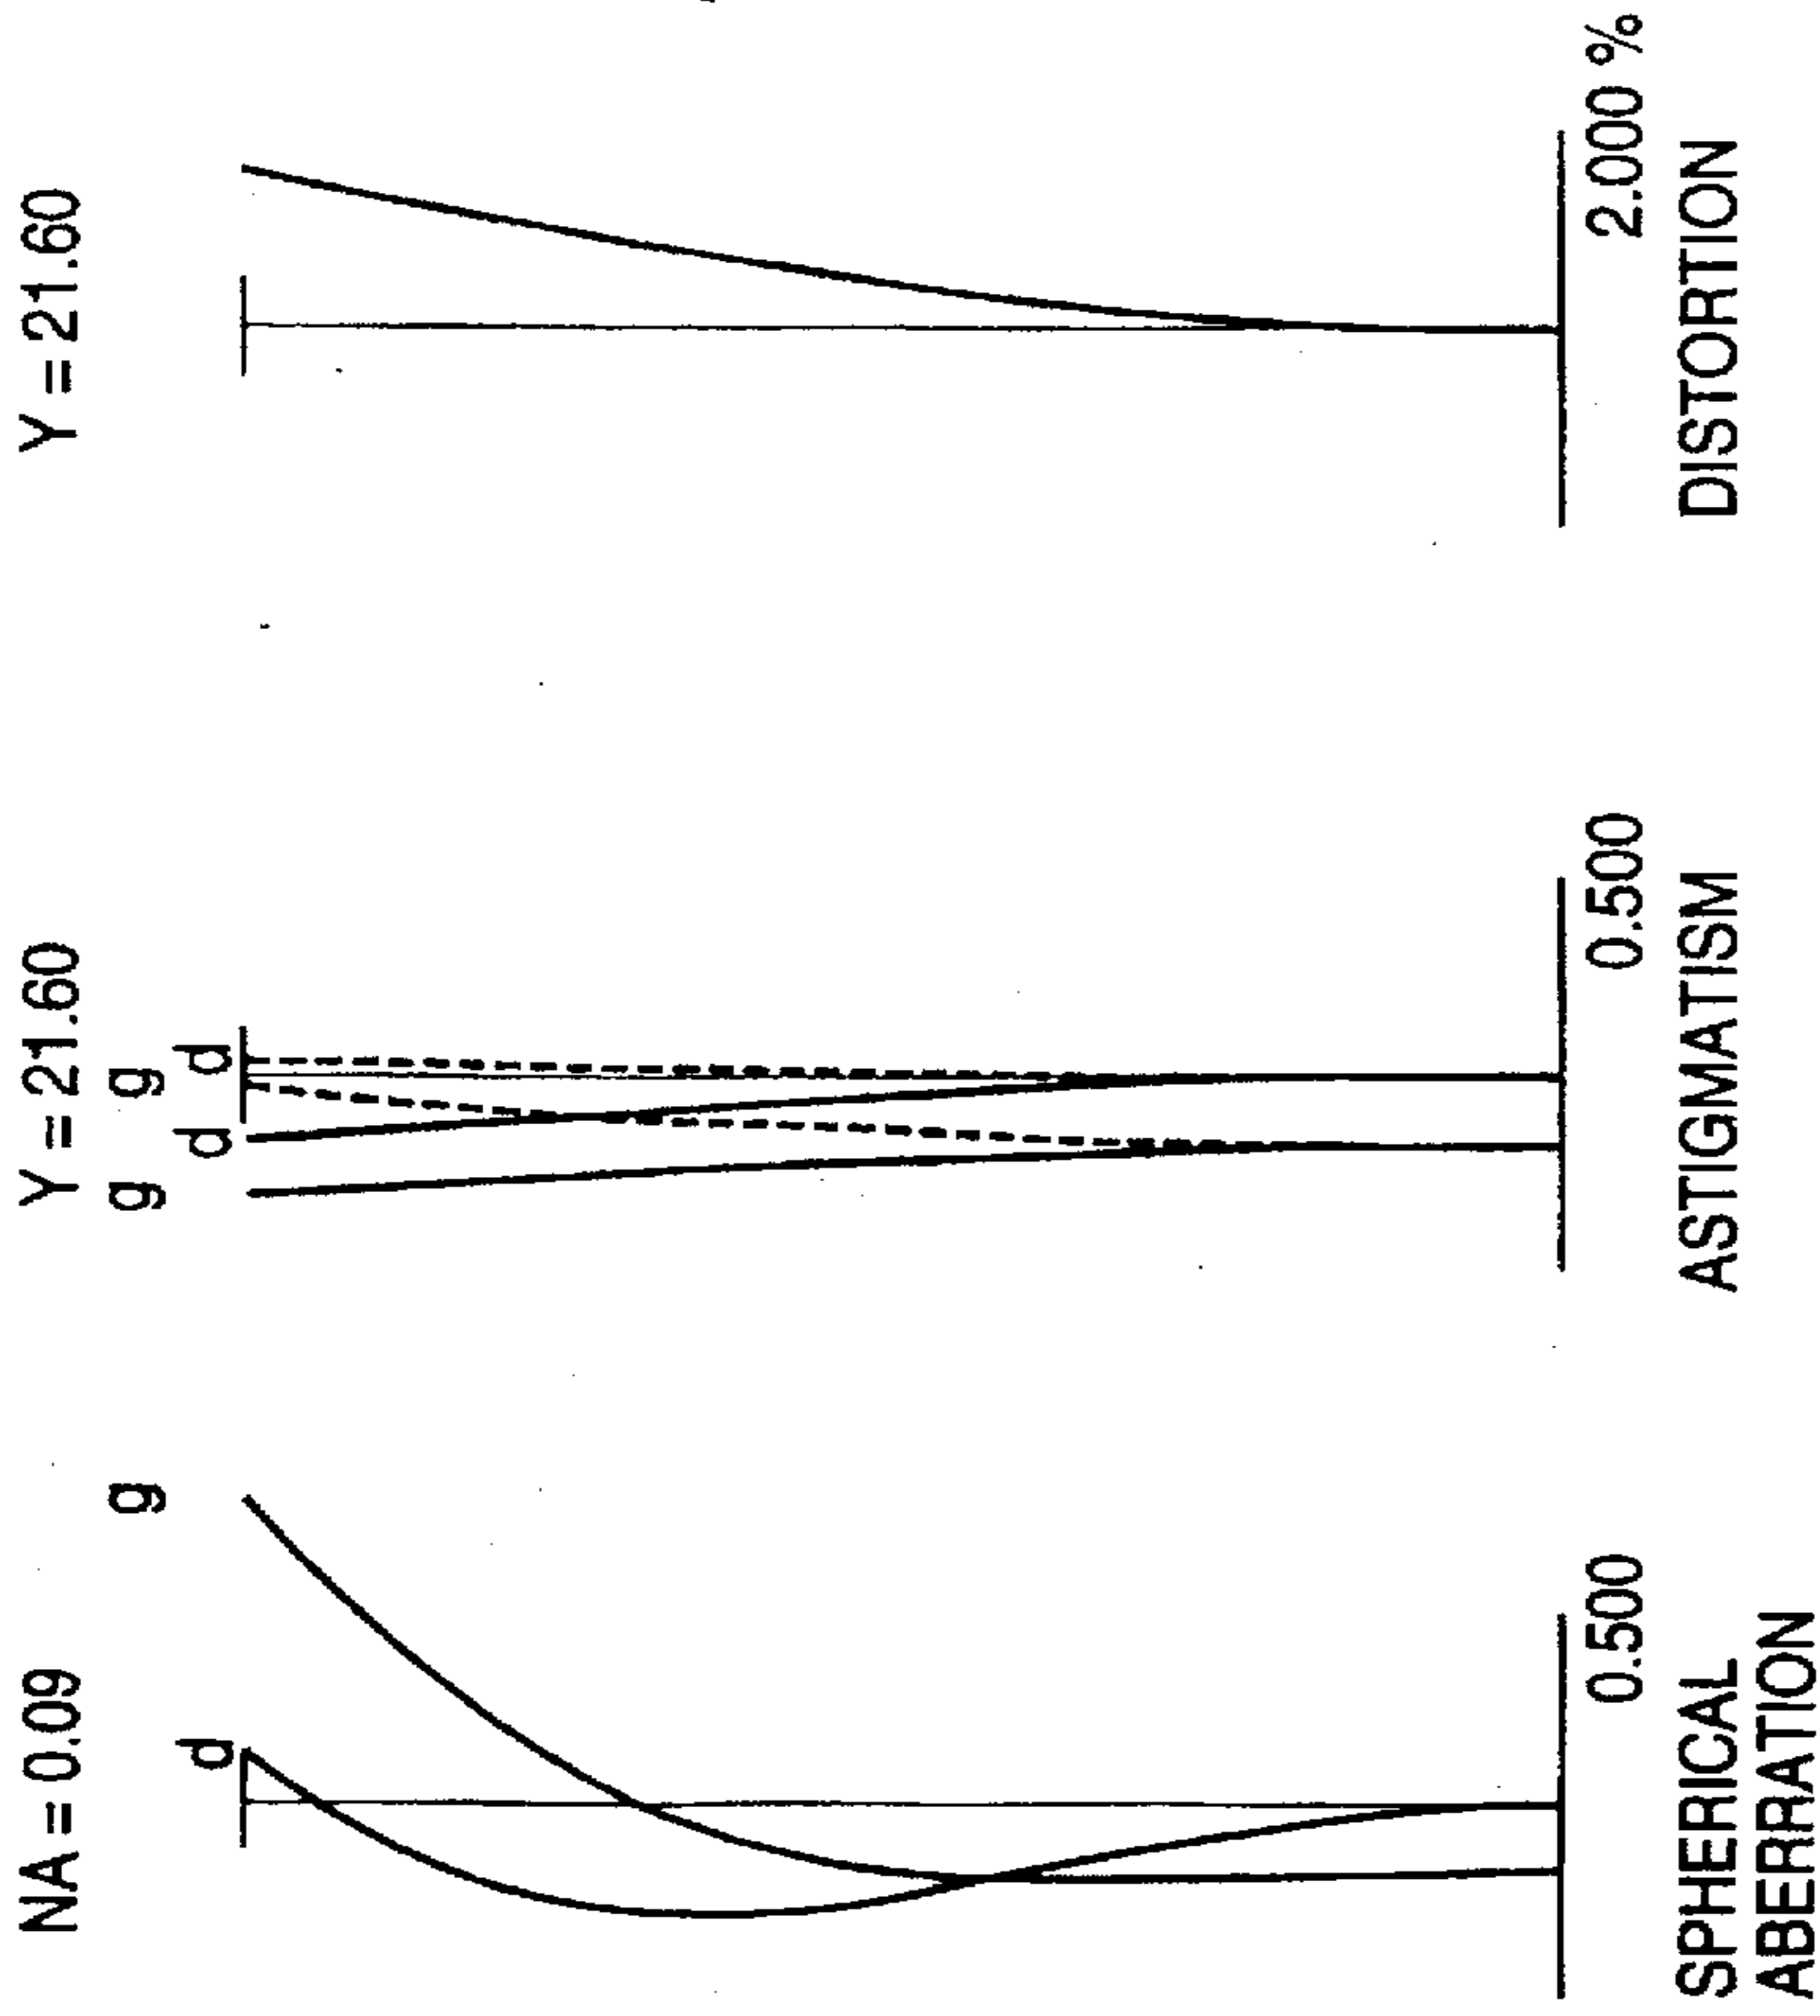 NA = 0.09
d
g
0.500
SPHERICAL
ABERRATION
Y = 21.60
g
d
g
d
0.500
ASTIGMATISM
Y = 21.60
2.000 %
DISTORTION